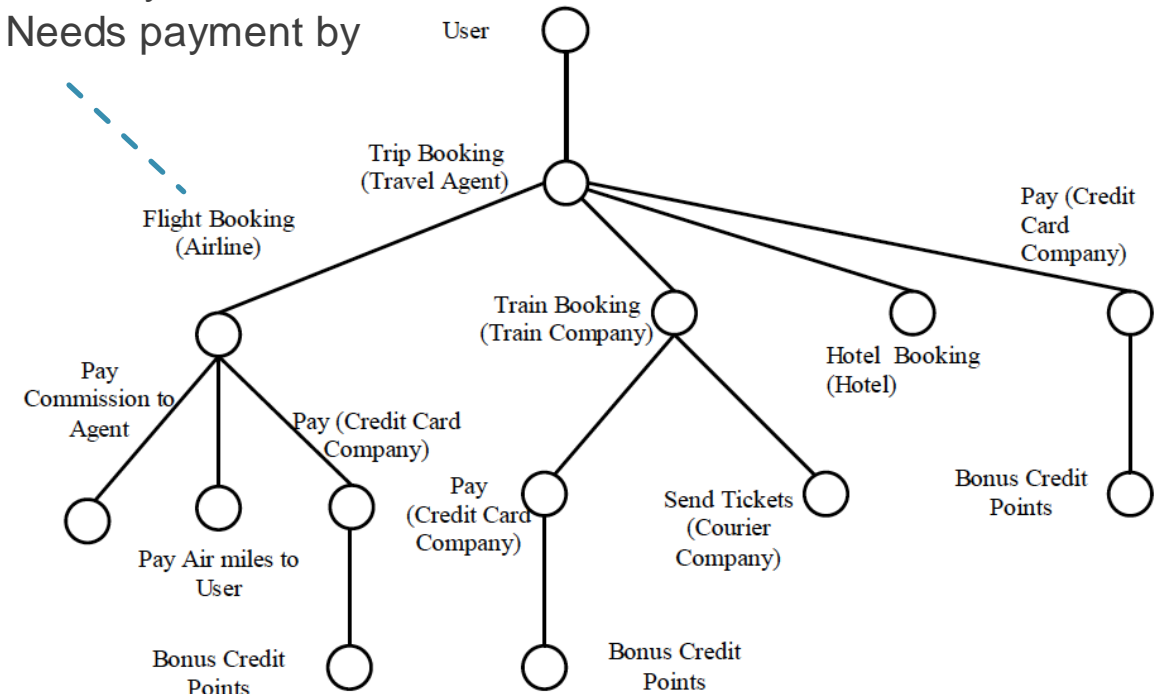 Needs payment by
User
Trip Booking
(Travel Agent)
Pay (Credit
Card
Company)
Flight Booking
(Airline)
Train Booking
(Train Company)
Hotel Booking
(Hotel)
Pay
Commission to
Agent
Pay (Credit Card
Company)
Pay
(Credit Card
Company)
Send Tickets
(Courier
Company)
Bonus Credit
Points
Pay Air miles to
User
Bonus Credit
Points
Bonus Credit
Points